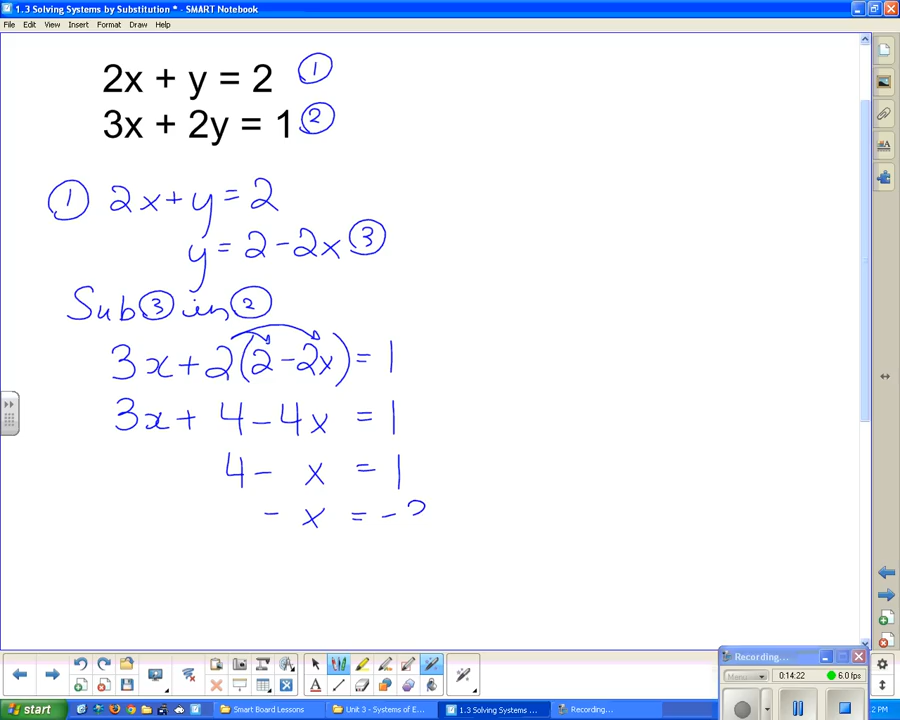 1.3 Solving Systems by Substitution * - SMART Notebook
File Edit View Insert Format Draw Help
2x + y = 2 ①
3x + 2y = 1 ②
① 2x+y=2
y=2-2x ③
Sub ③ in ②
3x+2(2-2x)=1
3x+4-4x=1
4-x=1
-x=-
Recording...
Menu
0:14:22 6.0 fps
start Smart Board Lessons Unit 3 - Systems of E... 1.3 Solving Systems ... Recording... 2 PM